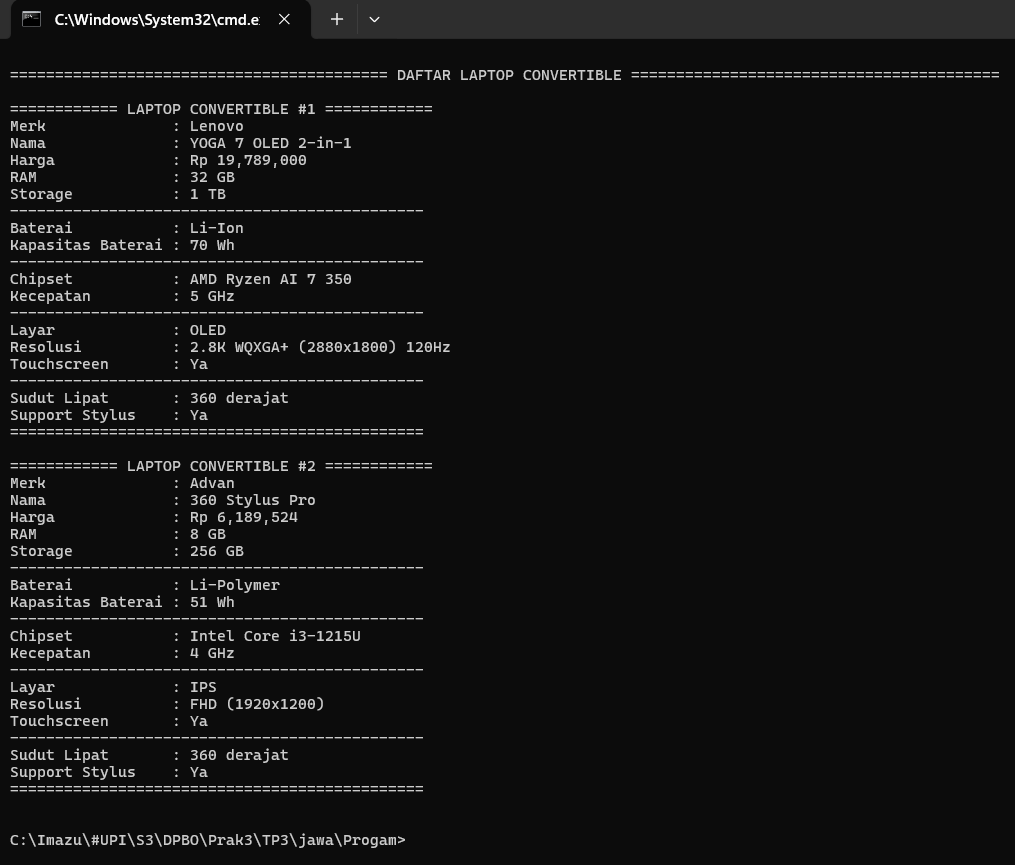 C:\Windows\System32\cmd.e
========================================== DAFTAR LAPTOP CONVERTIBLE =========================================
============ LAPTOP CONVERTIBLE #1 ============
Merk              : Lenovo
Nama              : YOGA 7 OLED 2-in-1
Harga             : Rp 19,789,000
RAM               : 32 GB
Storage           : 1 TB
----------------------------------------------
Baterai           : Li-Ion
Kapasitas Baterai : 70 Wh
----------------------------------------------
Chipset           : AMD Ryzen AI 7 350
Kecepatan         : 5 GHz
----------------------------------------------
Layar             : OLED
Resolusi          : 2.8K WQXGA+ (2880x1800) 120Hz
Touchscreen       : Ya
----------------------------------------------
Sudut Lipat       : 360 derajat
Support Stylus    : Ya
==============================================
============ LAPTOP CONVERTIBLE #2 ============
Merk              : Advan
Nama              : 360 Stylus Pro
Harga             : Rp 6,189,524
RAM               : 8 GB
Storage           : 256 GB
----------------------------------------------
Baterai           : Li-Polymer
Kapasitas Baterai : 51 Wh
----------------------------------------------
Chipset           : Intel Core i3-1215U
Kecepatan         : 4 GHz
----------------------------------------------
Layar             : IPS
Resolusi          : FHD (1920x1200)
Touchscreen       : Ya
----------------------------------------------
Sudut Lipat       : 360 derajat
Support Stylus    : Ya
==============================================
C:\Imazu\#UPI\S3\DPBO\Prak3\TP3\jawa\Progam>